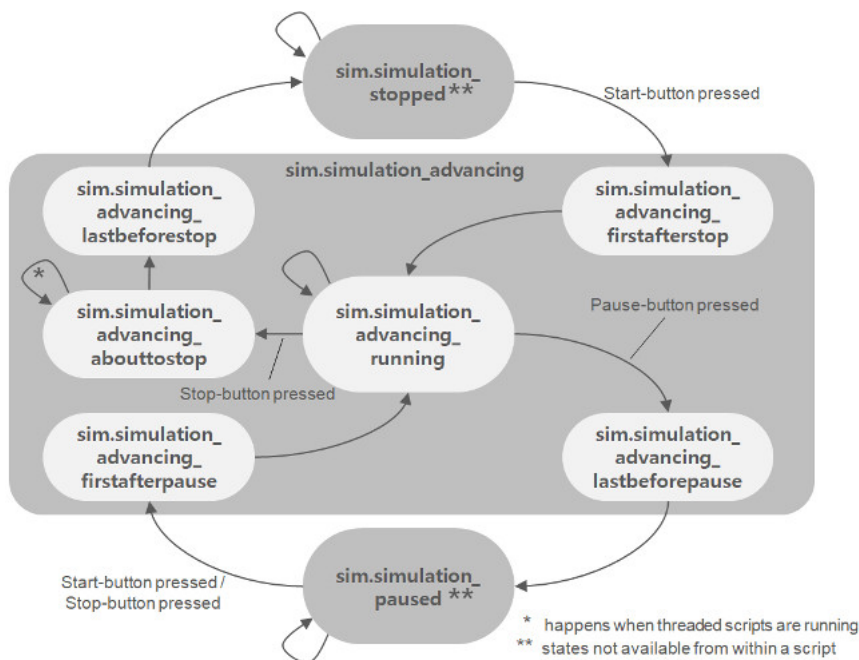 sim.simulation_
stopped**
Start-button pressed
sim.simulation_advancing
sim.simulation_
advancing_
lastbeforestop
sim.simulation_
advancing_
firstafterstop
*
sim.simulation_
advancing_
abouttostop
sim.simulation_
advancing_
running
Pause-button pressed
Stop-button pressed
sim.simulation_
advancing_
firstafterpause
sim.simulation_
advancing_
lastbeforepause
Start-button pressed /
Stop-button pressed
sim.simulation_
paused **
* happens when threaded scripts are running
** states not available from within a script